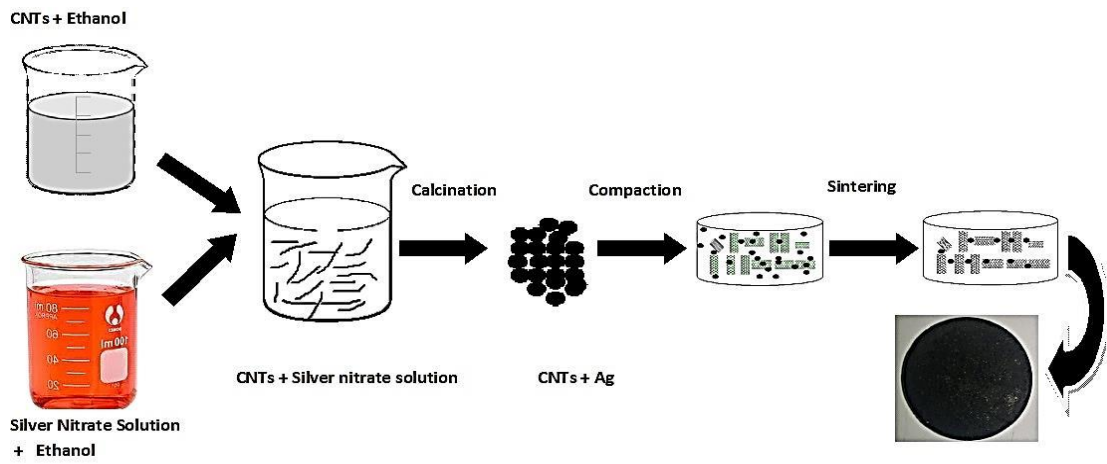 CNTs + Ethanol
Calcination
Compaction
Sintering
80 ml
APPROX
60
100 ml
40
20
CNTs + Silver nitrate solution
CNTs + Ag
Silver Nitrate Solution
+ Ethanol